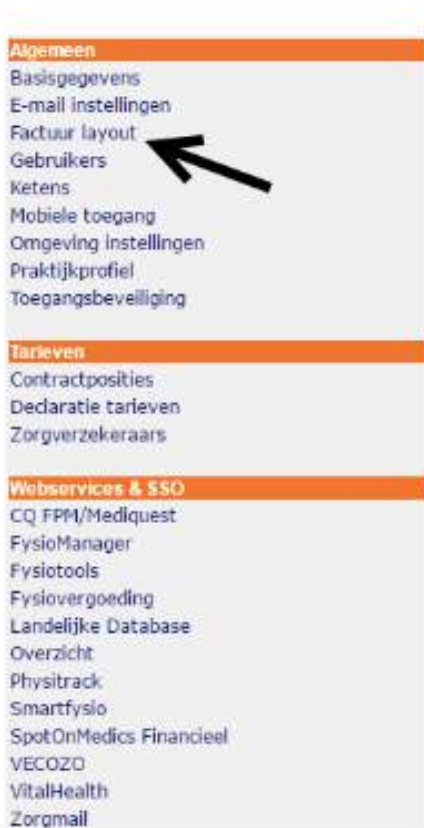 Algemeen
Basisgegevens
E-mail instellingen
Factuur layout
Gebruikers
Ketens
Mobiele toegang
Omgeving instellingen
Praktijkprofiel
Toegangsbeveiliging
Tarieven
Contractposities
Declaratie tarieven
Zorgverzekeraars
Webservices & SSO
CQ FPM/Mediquest
FysioManager
Fysiotools
Fysiovergoeding
Landelijke Database
Overzicht
Physitrack
Smartfysio
SpotOnMedics Financieel
VECOZO
VitalHealth
Zorgmail